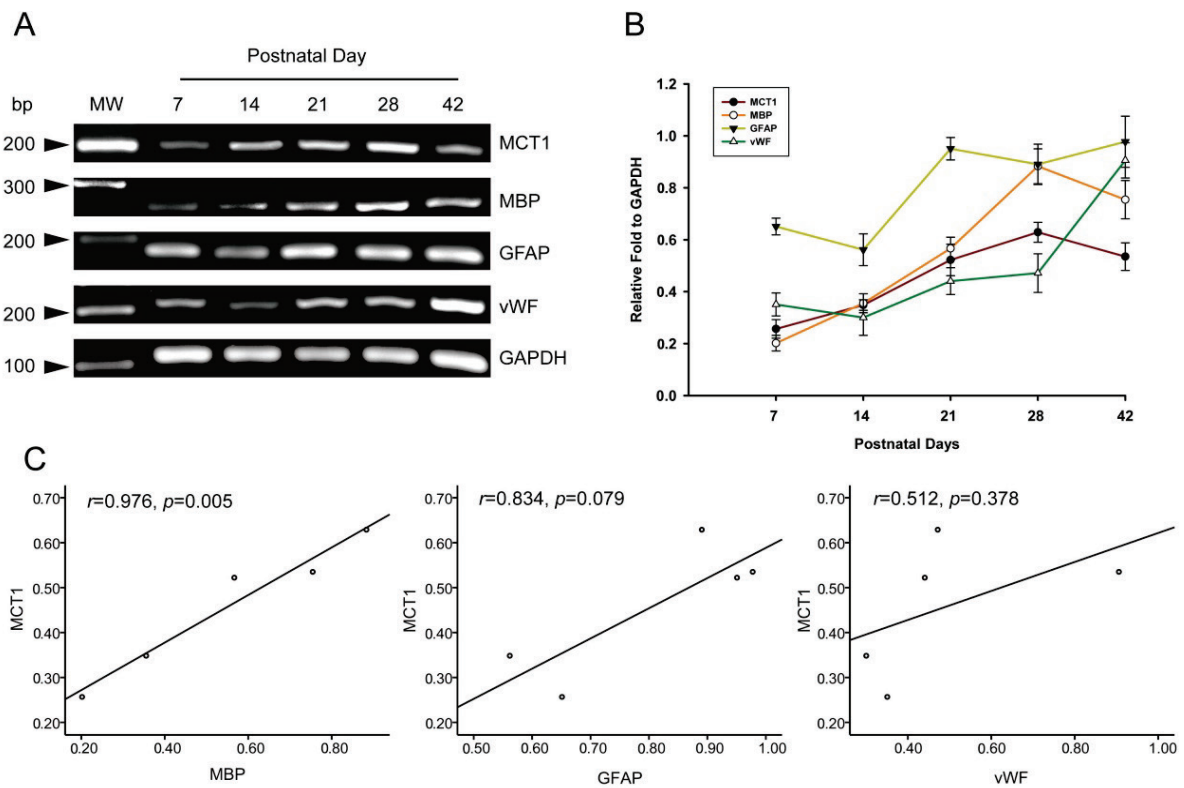 A
Postnatal Day
bp MW 7 14 21 28 42
200 MCT1
300 MBP
200 GFAP
200 vWF
100 GAPDH
B
1.2
1.0
0.8
0.6
0.4
0.2
0.0
Relative Fold to GAPDH
MCT1
MBP
GFAP
vWF
7 14 21 28 42
Postnatal Days
C
r=0.976, p=0.005
0.70
0.60
0.50
0.40
0.30
0.20
MCT1
0.20 0.40 0.60 0.80
MBP
r=0.834, p=0.079
0.70
0.60
0.50
0.40
0.30
0.20
MCT1
0.50 0.60 0.70 0.80 0.90 1.00
GFAP
r=0.512, p=0.378
0.70
0.60
0.50
0.40
0.30
0.20
MCT1
0.40 0.60 0.80 1.00
vWF